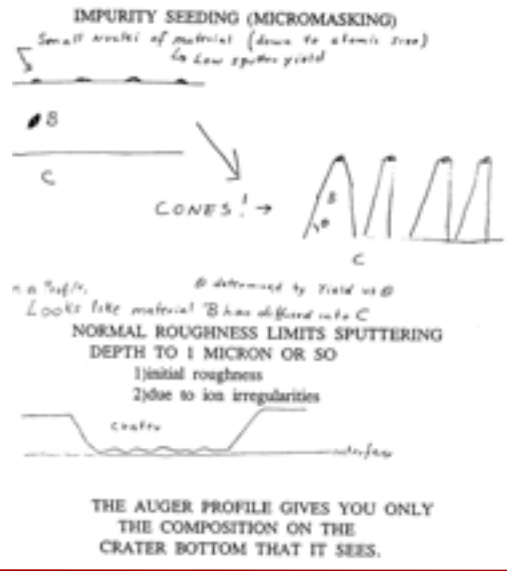 IMPURITY SEEDING (MICROMASKING)
Small nuclei of material (down to atomic size)
↳ Low sputter yield
B
C
CONES! →
B
θ
C
in a Profile,
θ determined by Yield vs θ
Looks like material B has diffused into C
NORMAL ROUGHNESS LIMITS SPUTTERING
DEPTH TO 1 MICRON OR SO
1)initial roughness
2)due to ion irregularities
Crater
interface
THE AUGER PROFILE GIVES YOU ONLY
THE COMPOSITION ON THE
CRATER BOTTOM THAT IT SEES.